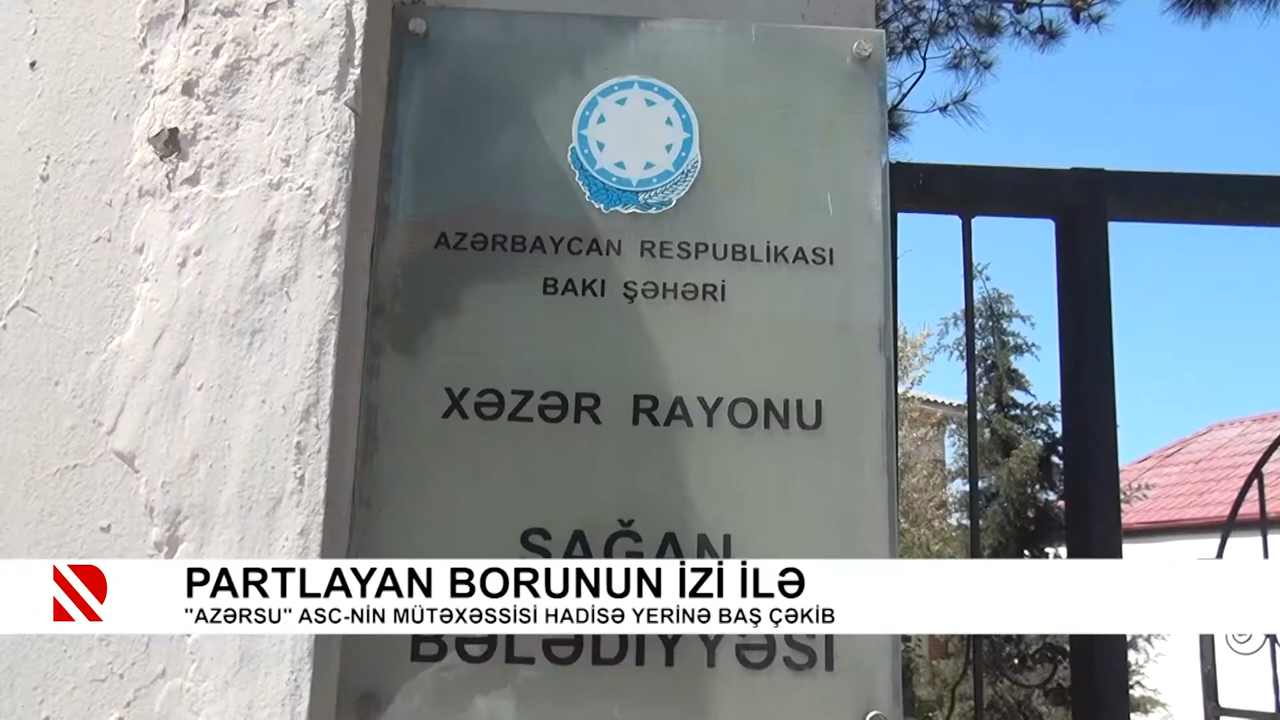 AZƏRBAYCAN RESPUBLİKASI
BAKI ŞƏHƏRİ
XƏZƏR RAYONU
SAĞAN
PARTLAYAN BORUNUN İZİ İLƏ
"AZƏRSU" ASC-NİN MÜTƏXƏSSİSİ HADİSƏ YERİNƏ BAŞ ÇƏKİB
BƏLƏDİYYƏSİ